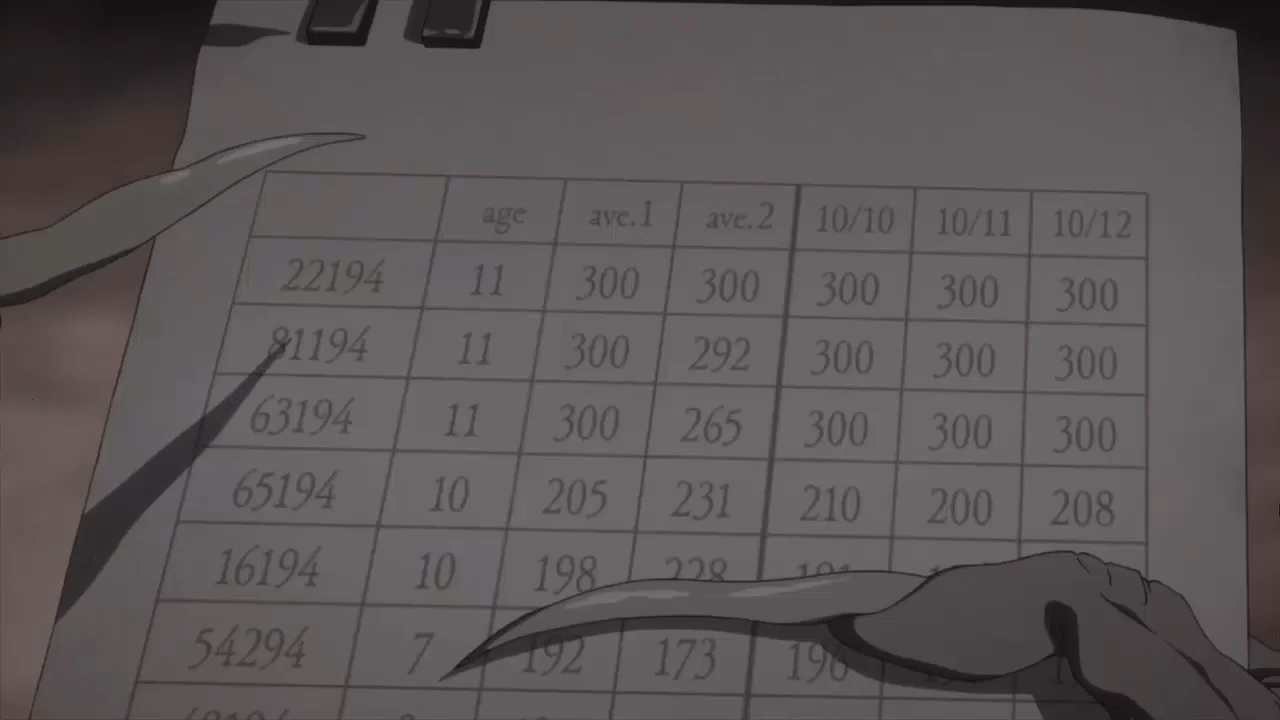 age ave.1 ave.2 10/10 10/11 10/12
22194 11 300 300 300 300 300
81194 11 300 292 300 300 300
63194 11 300 265 300 300 300
65194 10 205 231 210 200 208
16194 10 198 228
54294 7 192 173 196